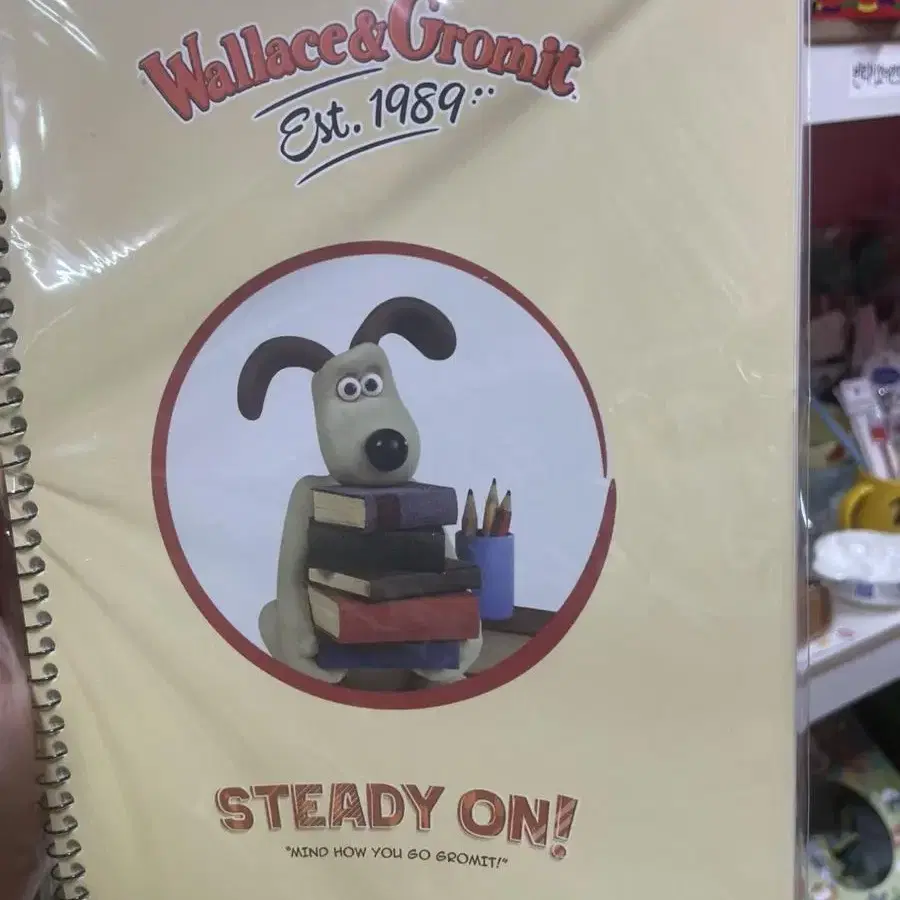 Wallace & Gromit
Est. 1989
STEADY ON!
"MIND HOW YOU GO GROMIT!"